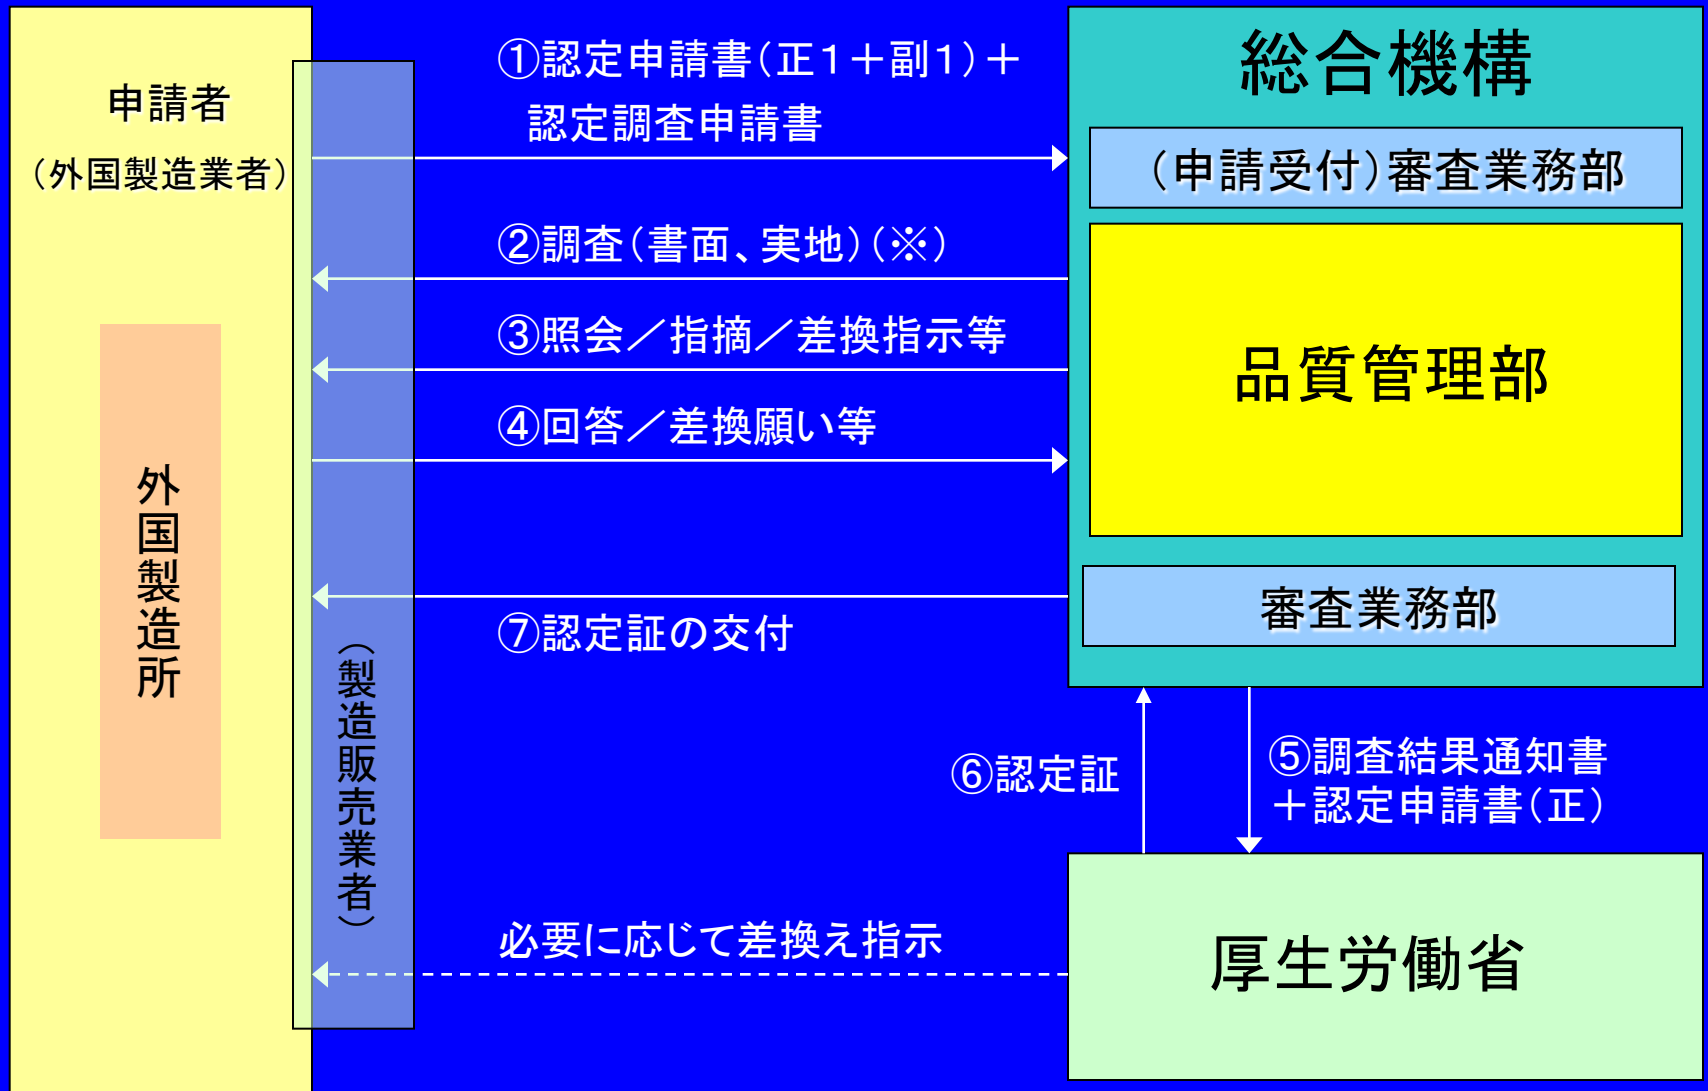 申請者
（外国製造業者）
外国製造所
（製造販売業者）
①認定申請書（正１＋副１）＋
認定調査申請書
②調査（書面、実地）（※）
③照会／指摘／差換指示等
④回答／差換願い等
⑦認定証の交付
必要に応じて差換え指示
総合機構
（申請受付）審査業務部
品質管理部
審査業務部
⑥認定証
⑤調査結果通知書
＋認定申請書（正）
厚生労働省